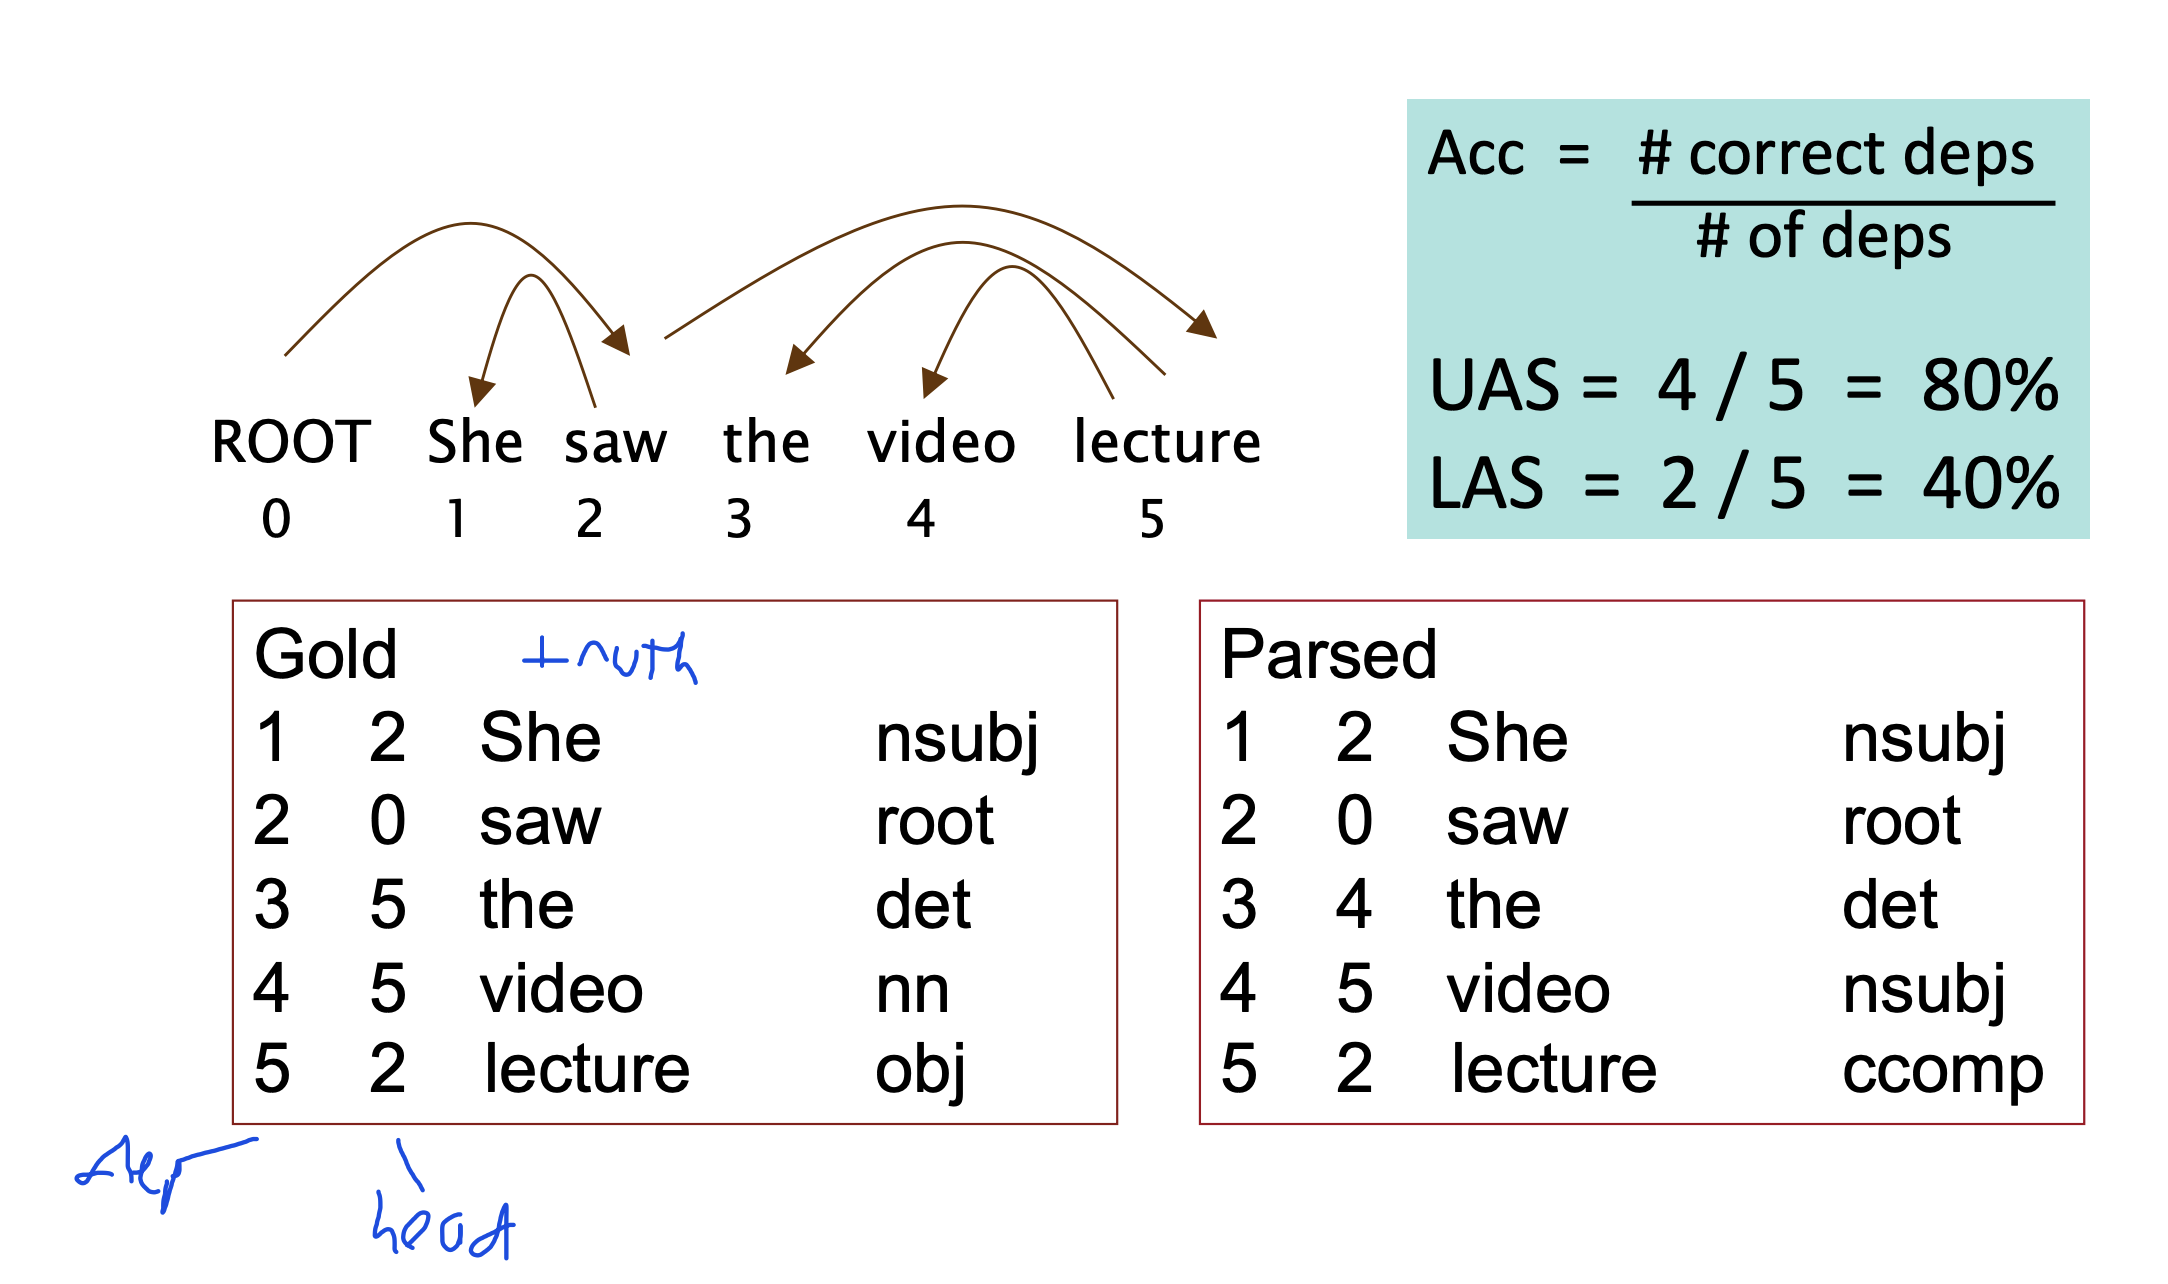 Acc = # correct deps
# of deps
UAS = 4 / 5 = 80%
LAS = 2 / 5 = 40%
ROOT She saw the video lecture
0 1 2 3 4 5
Gold truth
1 2 She nsubj
2 0 saw root
3 5 the det
4 5 video nn
5 2 lecture obj
Parsed
1 2 She nsubj
2 0 saw root
3 4 the det
4 5 video nsubj
5 2 lecture ccomp
dep
head